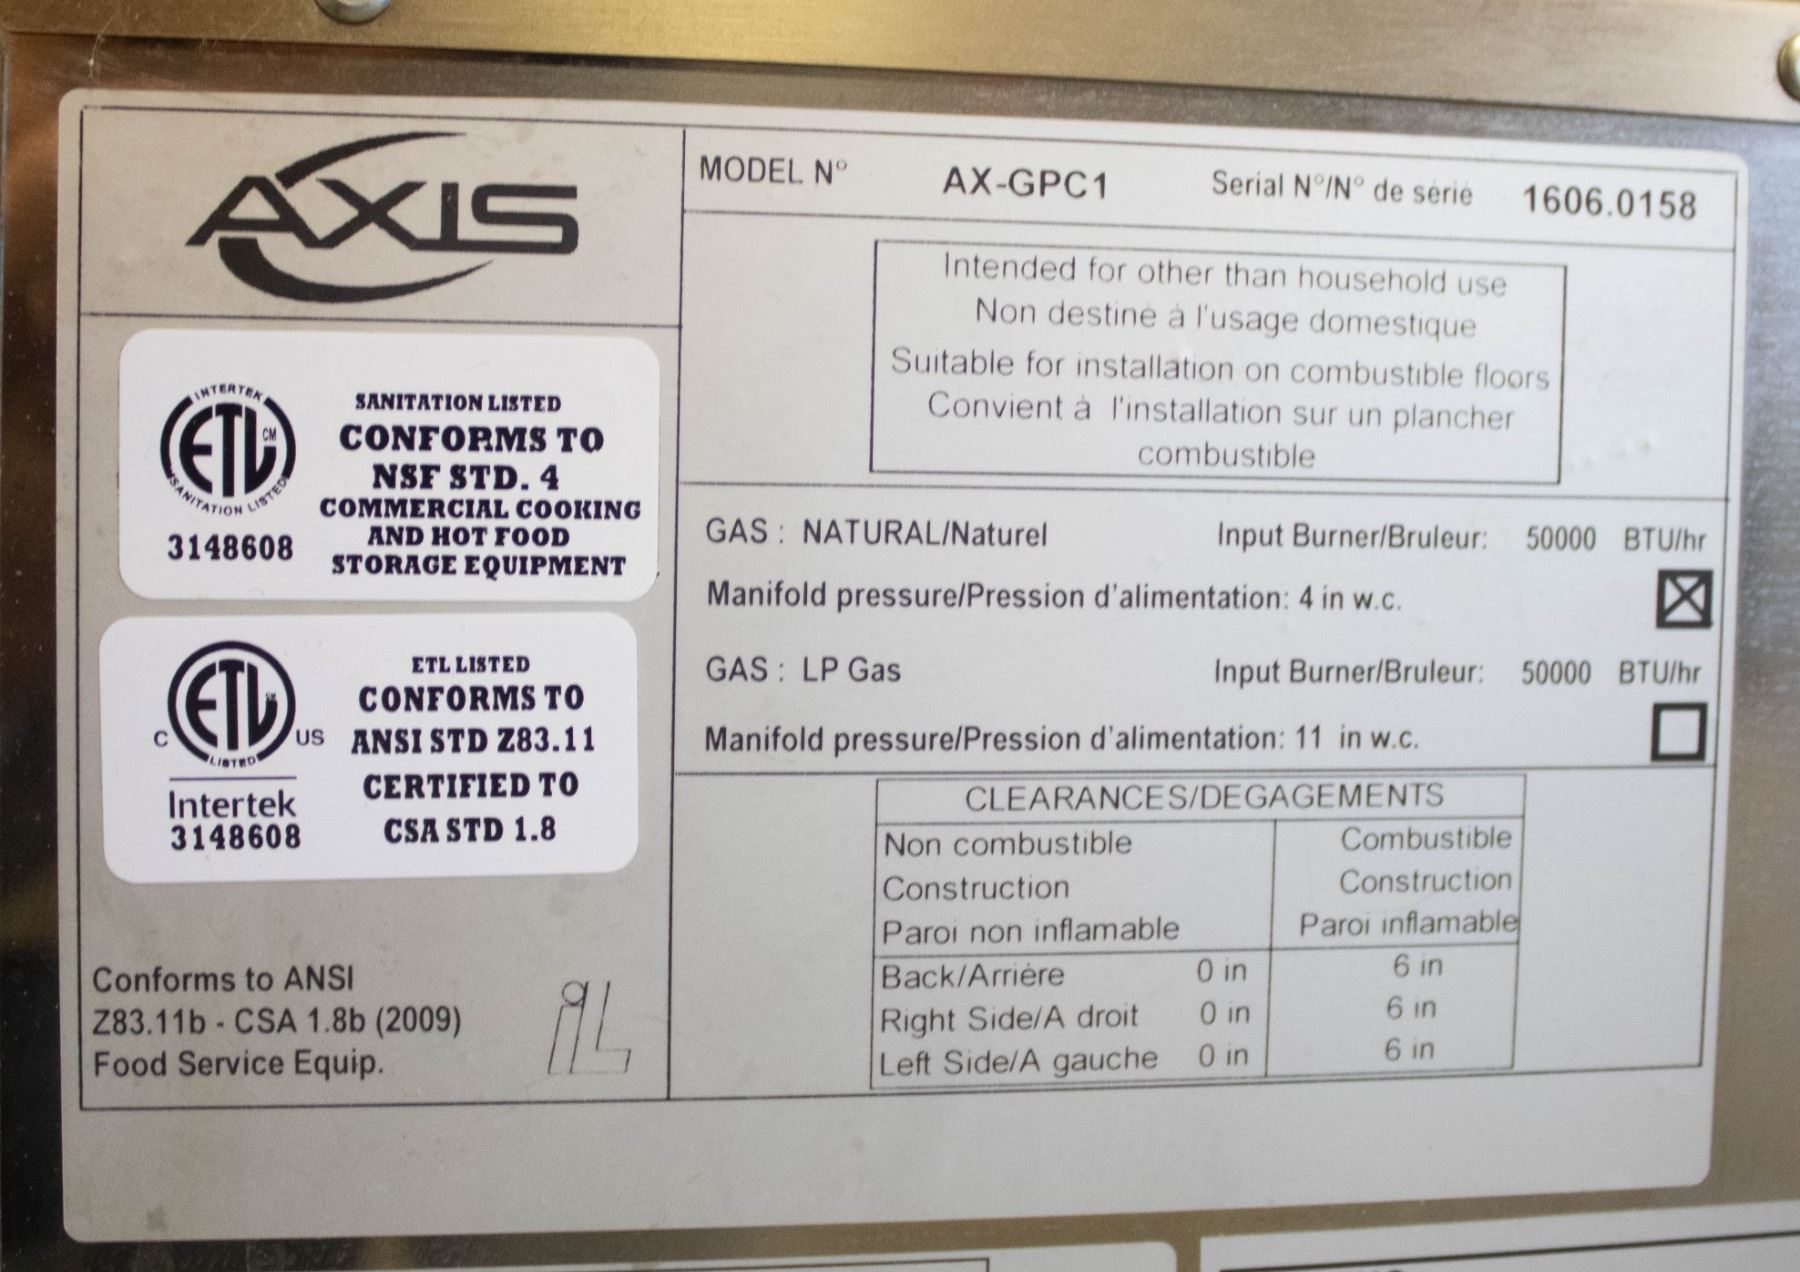 AXIS
MODEL N° AX-GPC1 Serial N°/N° de série 1606.0158
Intended for other than household use
Non destiné à l'usage domestique
Suitable for installation on combustible floors
Convient à l'installation sur un plancher
combustible
INTERTEK
ETL CM
SANITATION LISTED
3148608
SANITATION LISTED
CONFORMS TO
NSF STD. 4
COMMERCIAL COOKING
AND HOT FOOD
STORAGE EQUIPMENT
ETL
LISTED
C US
Intertek
3148608
ETL LISTED
CONFORMS TO
ANSI STD Z83.11
CERTIFIED TO
CSA STD 1.8
Conforms to ANSI
Z83.11b - CSA 1.8b (2009)
Food Service Equip.
GAS : NATURAL/Naturel Input Burner/Bruleur: 50000 BTU/hr
Manifold pressure/Pression d'alimentation: 4 in w.c.
GAS : LP Gas Input Burner/Bruleur: 50000 BTU/hr
Manifold pressure/Pression d'alimentation: 11 in w.c.
CLEARANCES/DEGAGEMENTS
Non combustible Combustible
Construction Construction
Paroi non inflamable Paroi inflamable
Back/Arrière 0 in 6 in
Right Side/A droit 0 in 6 in
Left Side/A gauche 0 in 6 in